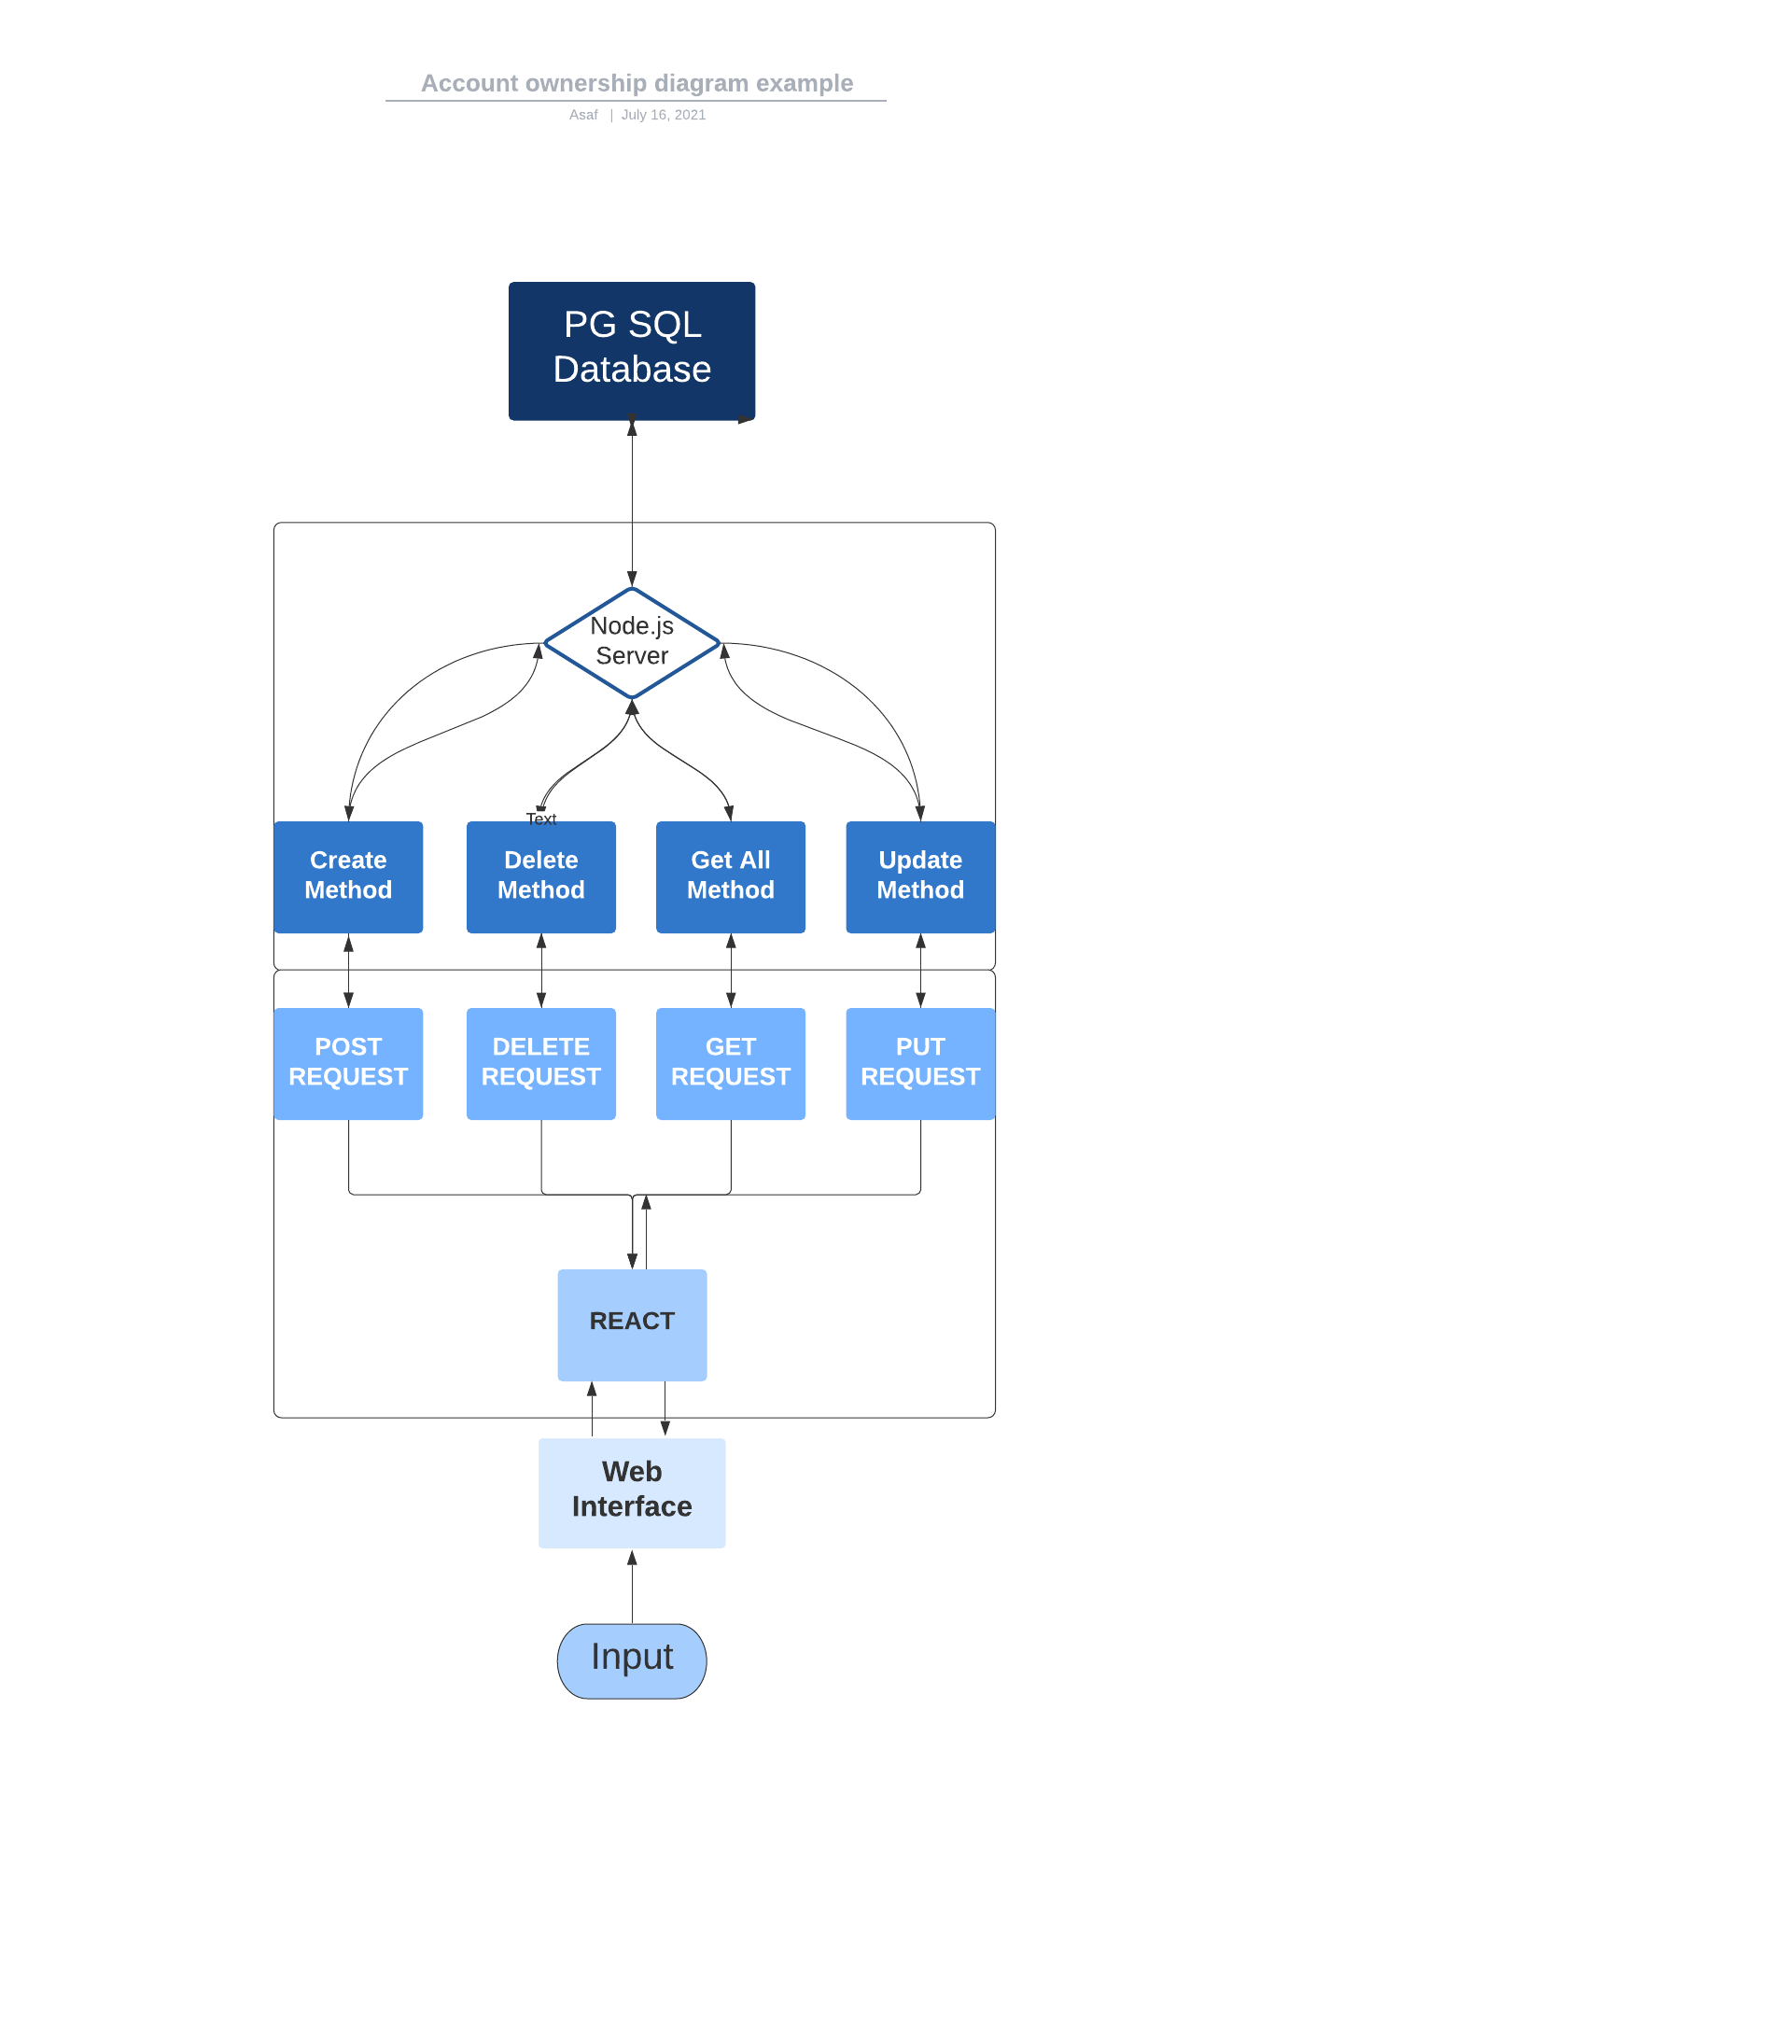 Account ownership diagram example
Asaf | July 16, 2021
PG SQL
Database
Node.js
Server
Text
Create
Method
Delete
Method
Get All
Method
Update
Method
POST
REQUEST
DELETE
REQUEST
GET
REQUEST
PUT
REQUEST
REACT
Web
Interface
Input